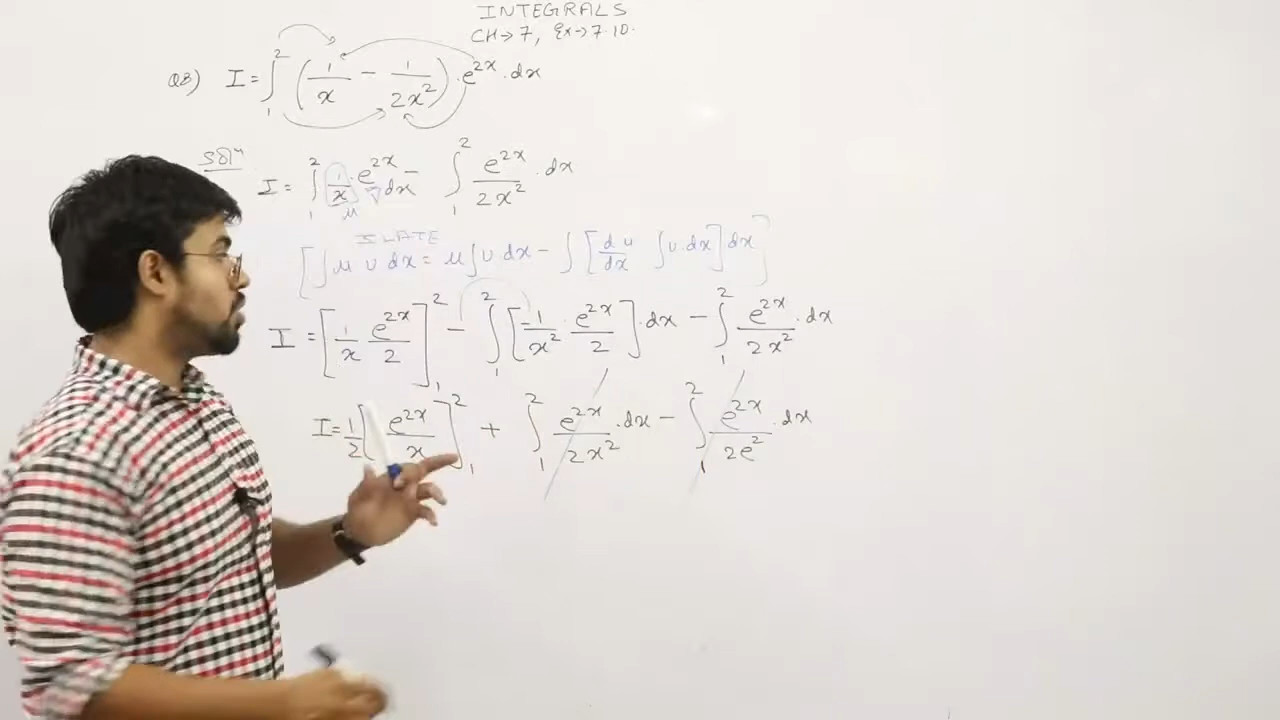 INTEGRALS
CH→7, Ex→7.10.
Q8) I = ∫₁² (1/x − 1/2x²) · e^2x · dx
Solⁿ
I = ∫₁² 1/x · e^2x dx − ∫₁² e^2x/2x² · dx
u v
ILATE
[∫ u v dx = u ∫ v dx − ∫ [du/dx ∫ v·dx] dx]
I = [1/x e^2x/2]₁² − ∫₁² [−1/x² · e^2x/2] · dx − ∫₁² e^2x/2x² · dx
I = 1/2 [e^2x/x]₁² + ∫₁² e^2x/2x² · dx − ∫₁² e^2x/2e² · dx